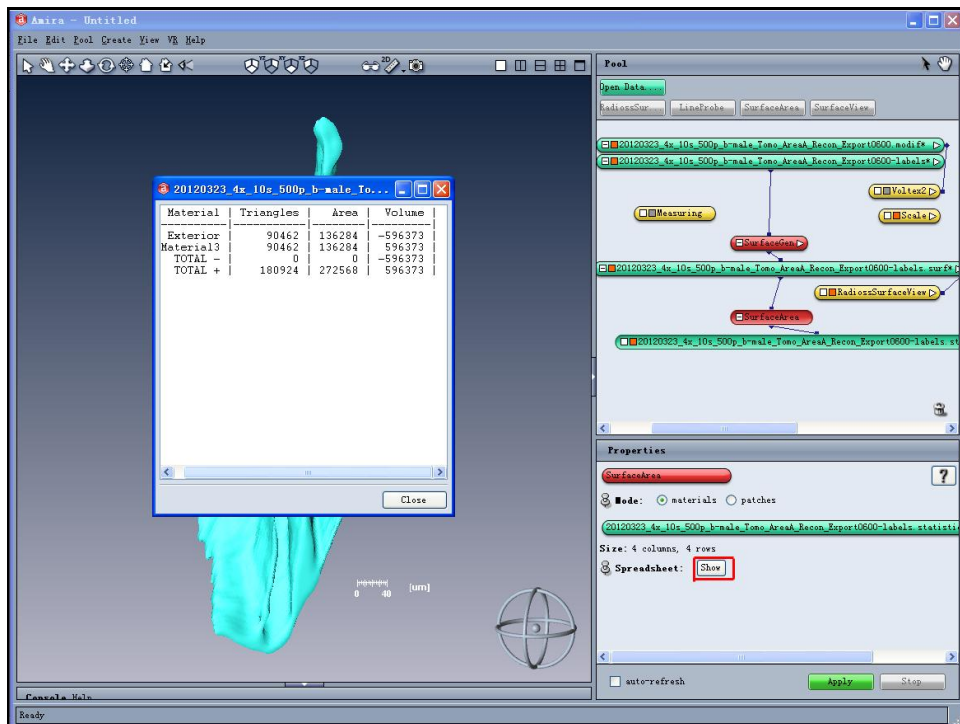 Amira - Untitled
File Edit Pool Create View VR Help
2D
Pool
Open Data....
RadiossSur... LineProbe SurfaceArea SurfaceView
20120323_4x_10s_500p_b-male_Tomo_AreaA_Recon_Export0600.modif*
20120323_4x_10s_500p_b-male_Tomo_AreaA_Recon_Export0600-labels*
Voltex2
Measuring
Scale
SurfaceGen
20120323_4x_10s_500p_b-male_Tomo_AreaA_Recon_Export0600-labels.surf*
RadiossSurfaceView
SurfaceArea
20120323_4x_10s_500p_b-male_Tomo_AreaA_Recon_Export0600-labels.st
20120323_4x_10s_500p_b-male_To...
Material | Triangles | Area | Volume |
Exterior | 90462 | 136284 | -596373 |
Material3 | 90462 | 136284 | 596373 |
TOTAL - | 0 | 0 | -596373 |
TOTAL + | 180924 | 272568 | 596373 |
Close
0 40 [um]
Properties
SurfaceArea ?
Mode: materials patches
20120323_4x_10s_500p_b-male_Tomo_AreaA_Recon_Export0600-labels.statisti
Size: 4 columns, 4 rows
Spreadsheet: Show
auto-refresh Apply Stop
Console Help
Ready